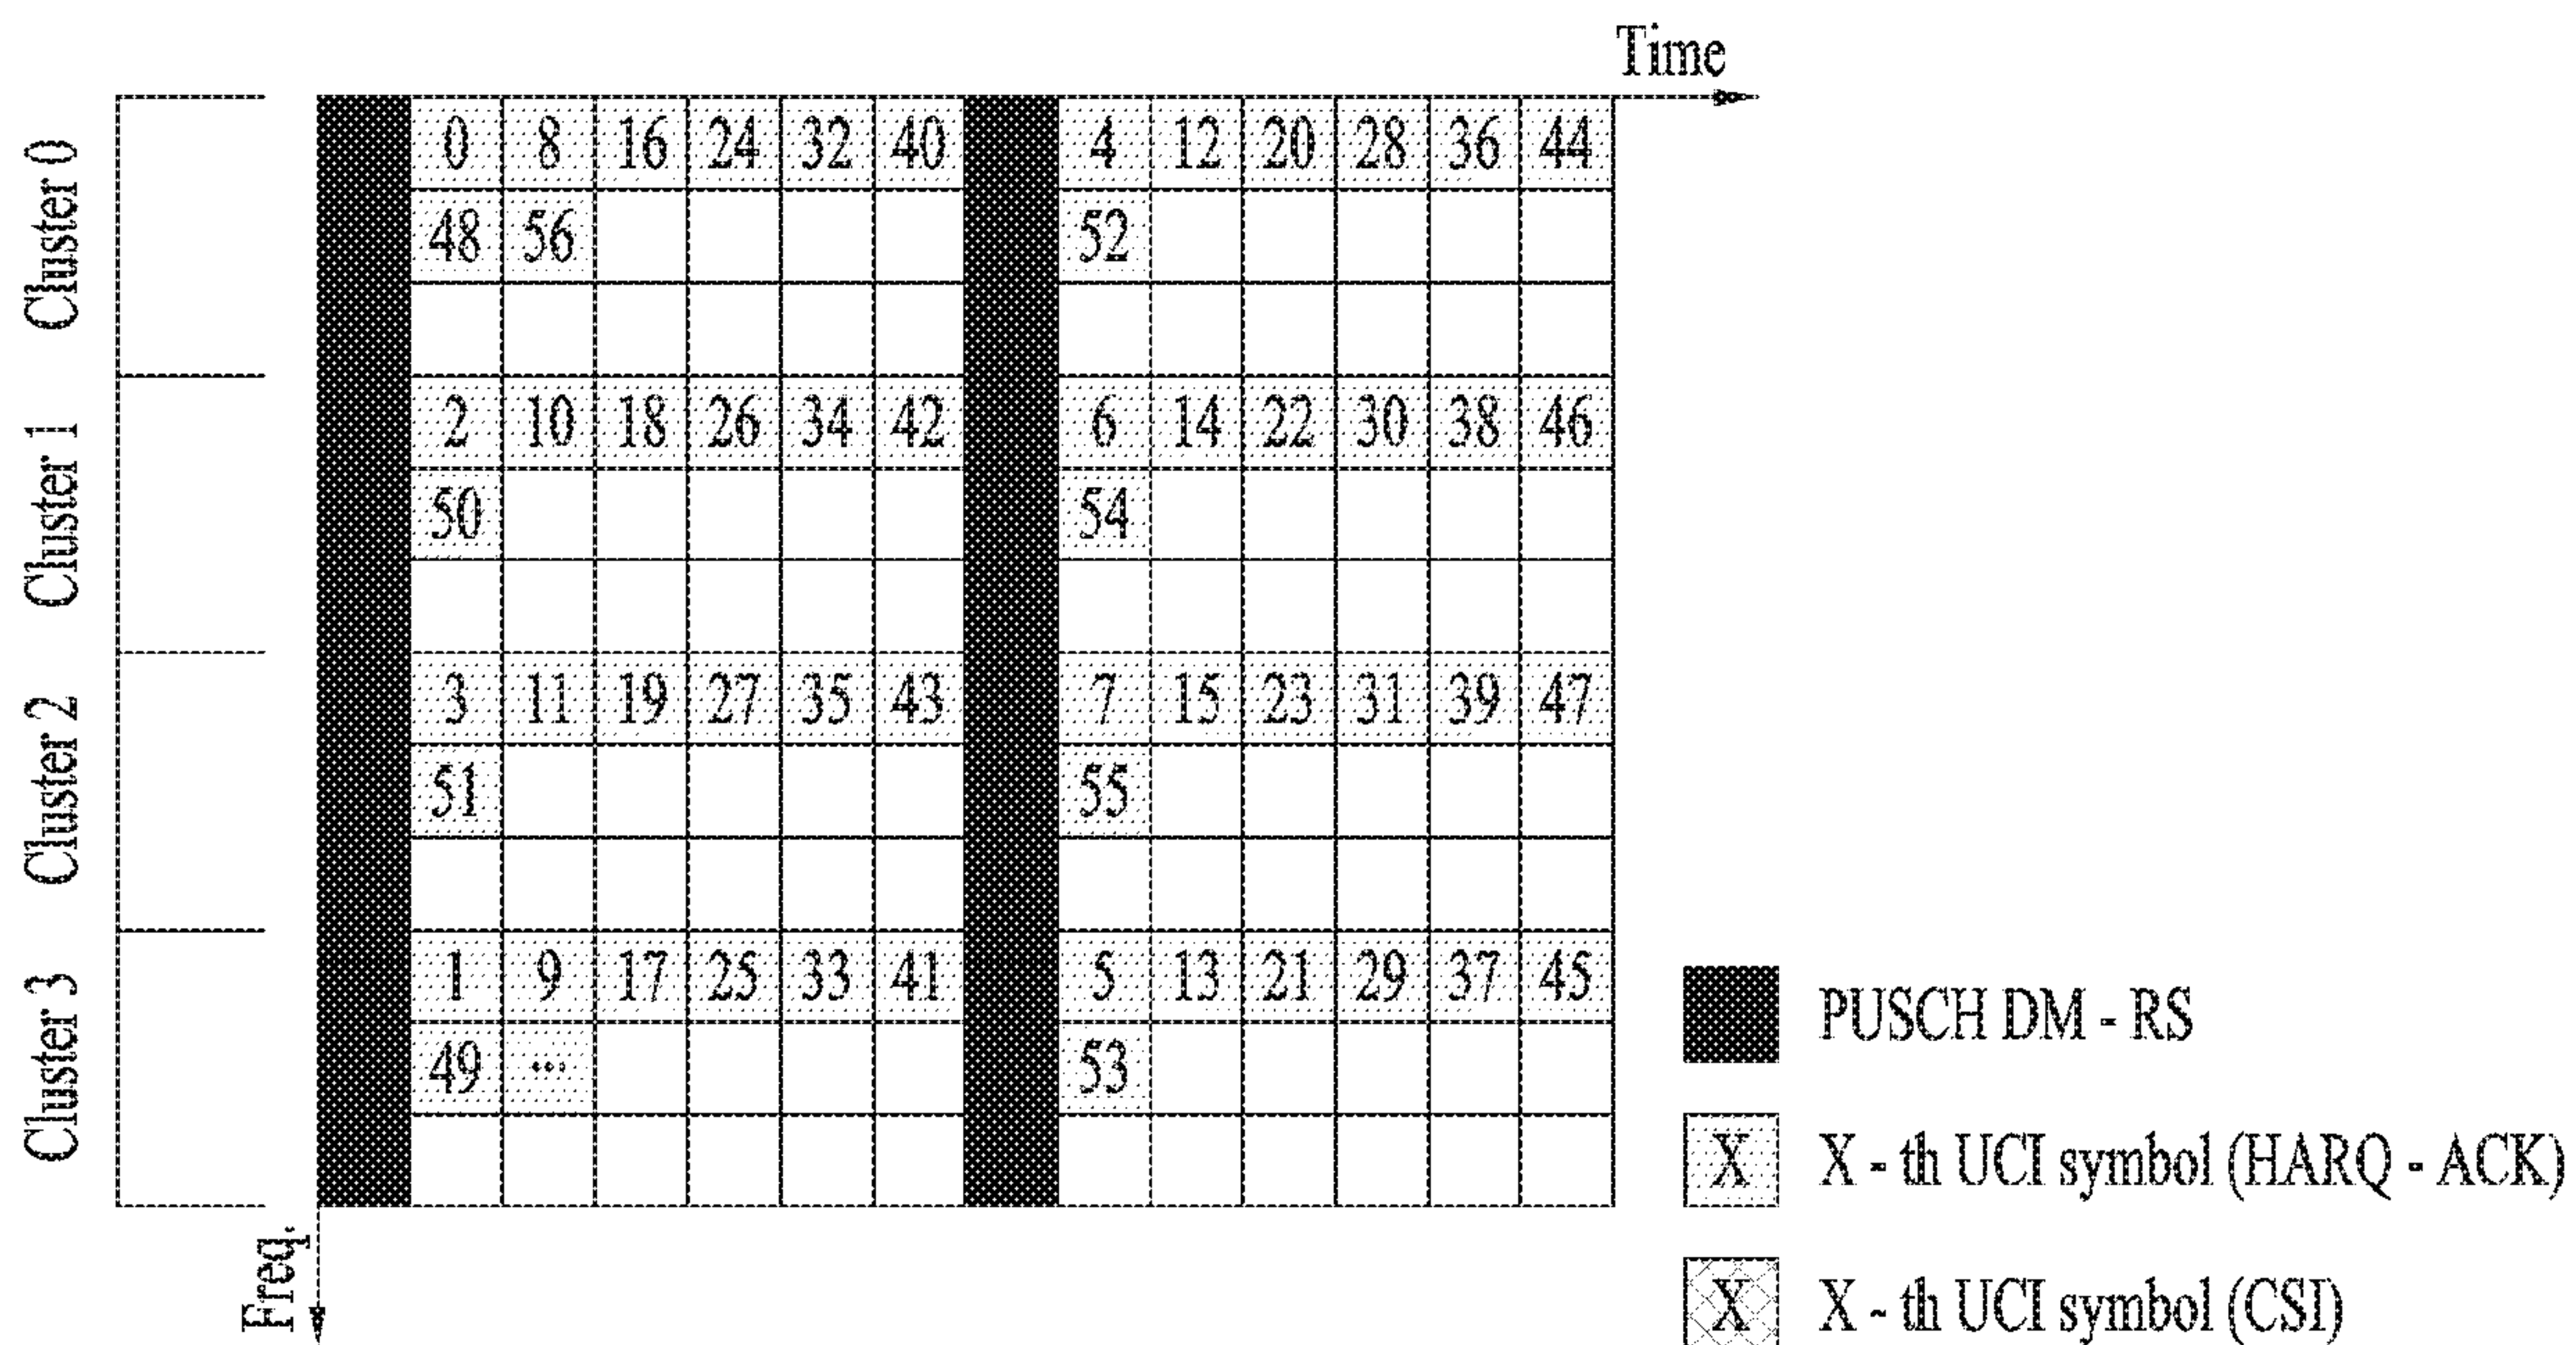 Time
Cluster 0
0 8 16 24 32 40 4 12 20 28 36 44
48 56 52
Cluster 1
2 10 18 26 34 42 6 14 22 30 38 46
50 54
Cluster 2
3 11 19 27 35 43 7 15 23 31 39 47
51 55
Cluster 3
1 9 17 25 33 41 5 13 21 29 37 45
49 ... 53
Freq.
PUSCH DM - RS
X X - th UCI symbol (HARQ - ACK)
X X - th UCI symbol (CSI)